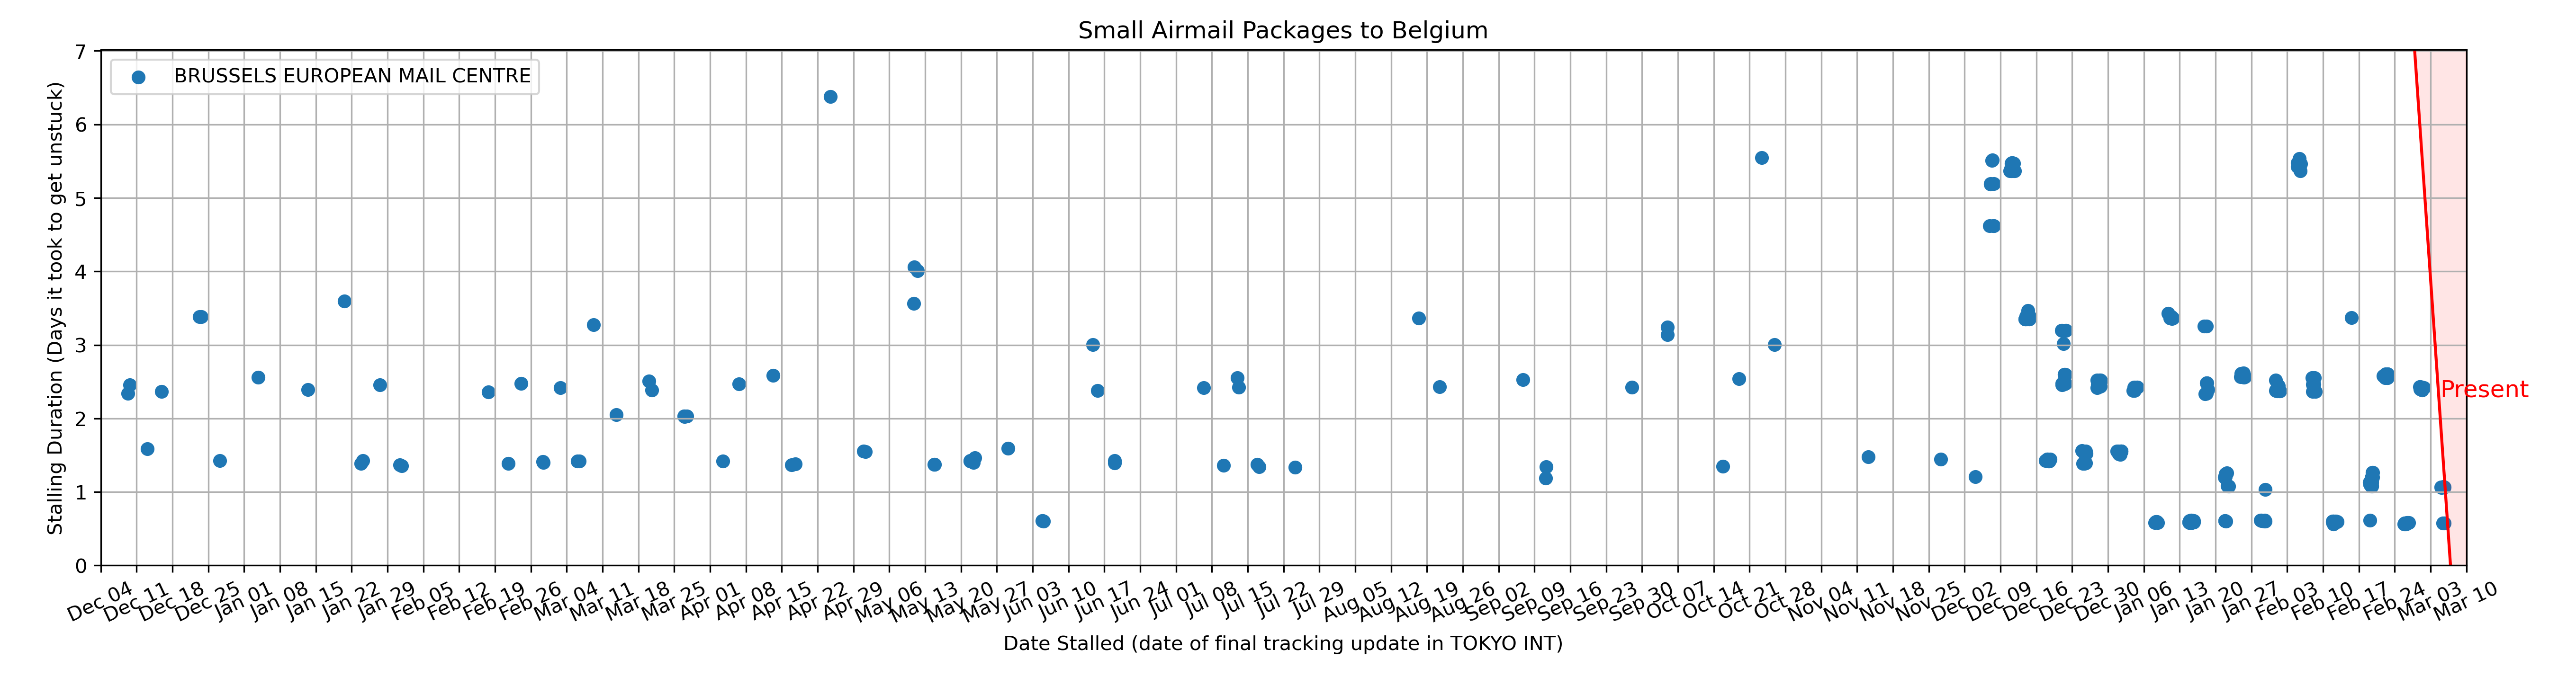 Small Airmail Packages to Belgium
BRUSSELS EUROPEAN MAIL CENTRE
Stalling Duration (Days it took to get unstuck)
7
6
5
4
3
2
1
0
Present
Dec 04 Dec 11 Dec 18 Dec 25 Jan 01 Jan 08 Jan 15 Jan 22 Jan 29 Feb 05 Feb 12 Feb 19 Feb 26 Mar 04 Mar 11 Mar 18 Mar 25 Apr 01 Apr 08 Apr 15 Apr 22 Apr 29 May 06 May 13 May 20 May 27 Jun 03 Jun 10 Jun 17 Jun 24 Jul 01 Jul 08 Jul 15 Jul 22 Jul 29 Aug 05 Aug 12 Aug 19 Aug 26 Sep 02 Sep 09 Sep 16 Sep 23 Sep 30 Oct 07 Oct 14 Oct 21 Oct 28 Nov 04 Nov 11 Nov 18 Nov 25 Dec 02 Dec 09 Dec 16 Dec 23 Dec 30 Jan 06 Jan 13 Jan 20 Jan 27 Feb 03 Feb 10 Feb 17 Feb 24 Mar 03 Mar 10
Date Stalled (date of final tracking update in TOKYO INT)